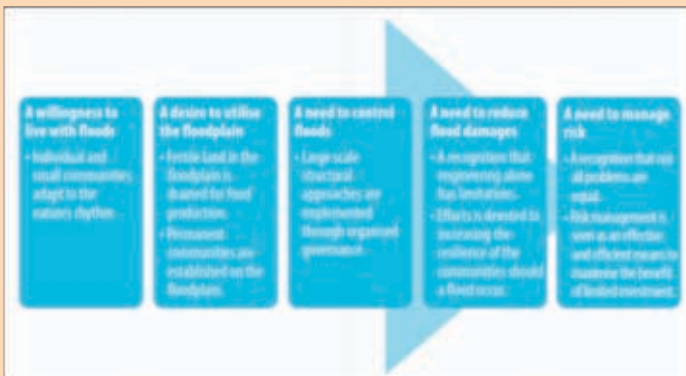 A willingness to
live with floods
• Individual and
small communities
adapt to the
natures rhythm
A desire to utilise
the floodplain
• Fertile land in the
floodplain is
drained for food
production.
• Permanent
communities are
established on the
floodplain.
A need to control
floods
• Large scale
structural
approaches are
implemented
through organised
governance.
A need to reduce
flood damages
• A recognition that
engineering alone
has limitations.
• Efforts is devoted to
increasing the
resilience of the
communities should
a flood occur.
A need to manage
risk
• A recognition that not
all problems are
equal.
• Risk management is
seen as an effective
and efficient means to
maximise the benefit
of limited investment.